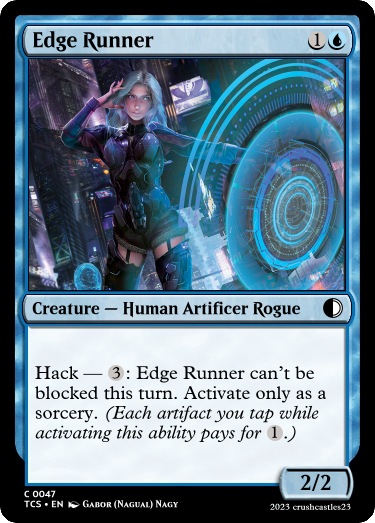 Edge Runner 1
Creature — Human Artificer Rogue
Hack — 3: Edge Runner can't be
blocked this turn. Activate only as a
sorcery. (Each artifact you tap while
activating this ability pays for 1.)
2/2
C 0047
TCS • EN Gabor (Nagual) Nagy
2023 crushcastles23